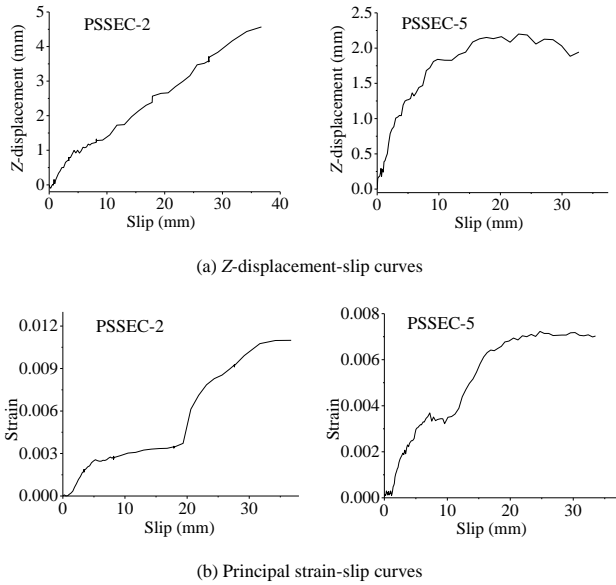 PSSEC-2
Z-displacement (mm)
5
4
3
2
1
0
0 10 20 30 40
Slip (mm)
PSSEC-5
Z-displacement (mm)
2.5
2.0
1.5
1.0
0.5
0.0
0 10 20 30
Slip (mm)
(a) Z-displacement-slip curves
PSSEC-2
Strain
0.012
0.009
0.006
0.003
0.000
0 10 20 30
Slip (mm)
PSSEC-5
Strain
0.008
0.006
0.004
0.002
0.000
0 10 20 30
Slip (mm)
(b) Principal strain-slip curves